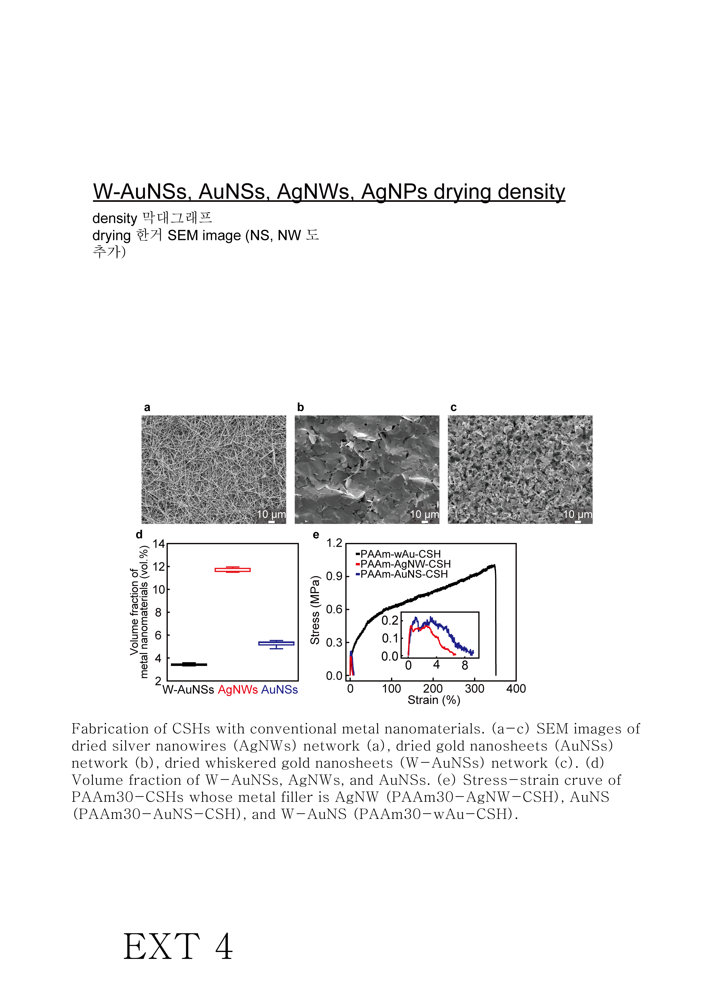 W-AuNSs, AuNSs, AgNWs, AgNPs drying density
density 막대그래프
drying 한거 SEM image (NS, NW 도
추가)
a
b
c
10 µm
10 µm
10 µm
d
e
14
12
10
8
6
4
2
Volume fraction of
metal nanomaterials (vol.%)
W-AuNSs AgNWs AuNSs
1.2
0.9
0.6
0.3
0.0
Stress (MPa)
PAAm-wAu-CSH
PAAm-AgNW-CSH
PAAm-AuNS-CSH
0.2
0.1
0.0
0 4 8
0 100 200 300 400
Strain (%)
Fabrication of CSHs with conventional metal nanomaterials. (a-c) SEM images of
dried silver nanowires (AgNWs) network (a), dried gold nanosheets (AuNSs)
network (b), dried whiskered gold nanosheets (W-AuNSs) network (c). (d)
Volume fraction of W-AuNSs, AgNWs, and AuNSs. (e) Stress-strain cruve of
PAAm30-CSHs whose metal filler is AgNW (PAAm30-AgNW-CSH), AuNS
(PAAm30-AuNS-CSH), and W-AuNS (PAAm30-wAu-CSH).
EXT 4